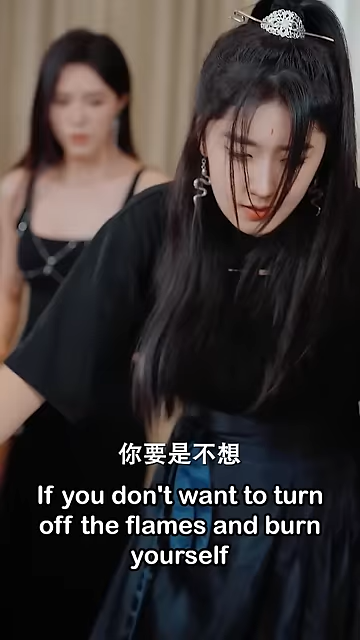 你要是不想
If you don't want to turn
off the flames and burn
yourself